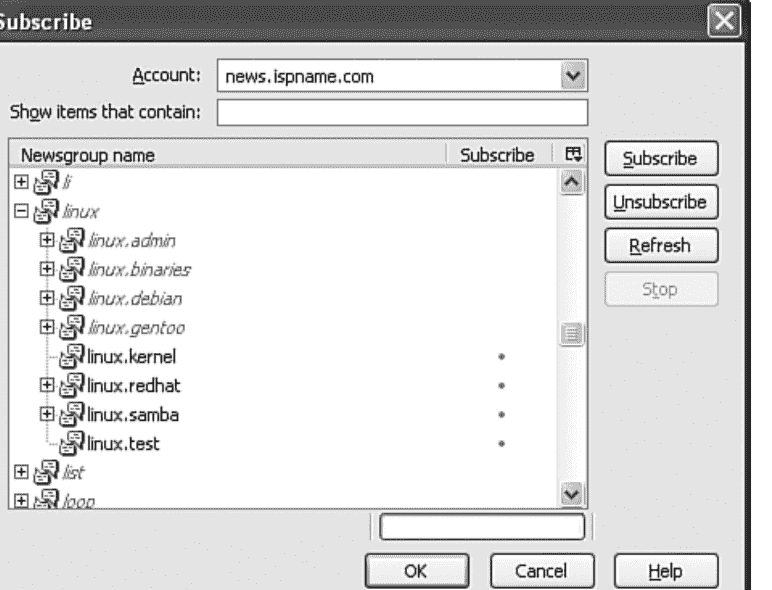 Subscribe
Account: news.ispname.com
Show items that contain:
Newsgroup name Subscribe
li
linux
linux.admin
linux.binaries
linux.debian
linux.gentoo
linux.kernel
linux.redhat
linux.samba
linux.test
list
loop
Subscribe
Unsubscribe
Refresh
Stop
OK Cancel Help